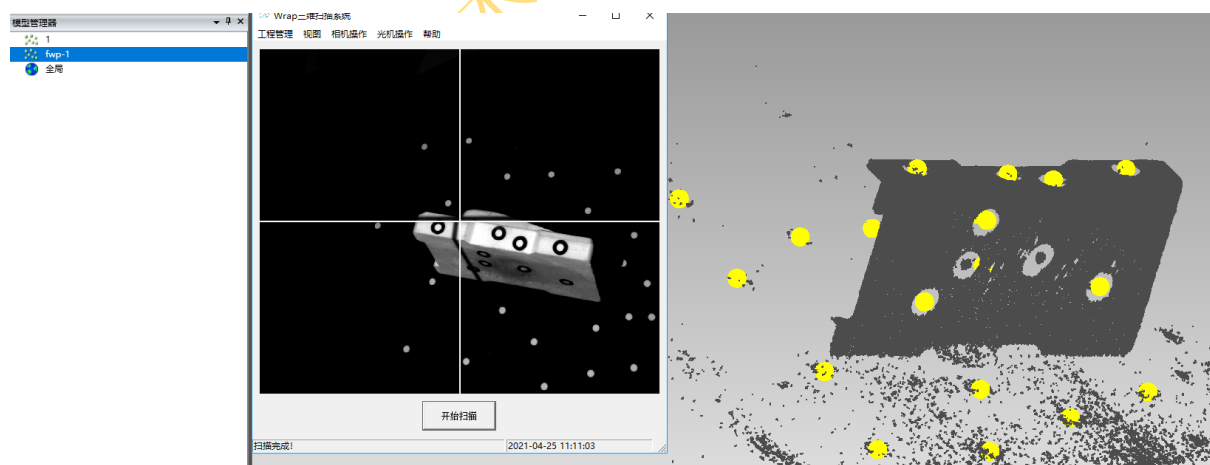 模型管理器
1
fwp-1
全局
Wrap三维扫描系统
工程管理 视图 相机操作 光机操作 帮助
开始扫描
扫描完成!
2021-04-25 11:11:03